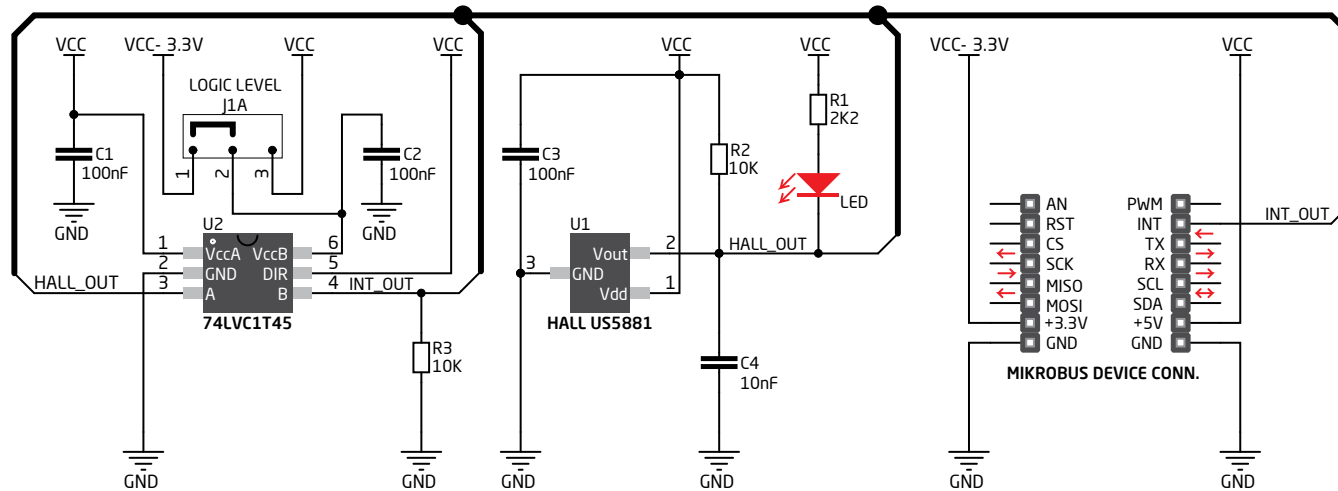 VCC
VCC- 3.3V
VCC
VCC
LOGIC LEVEL
J1A
C1
100nF
1
2
3
C2
100nF
GND
GND
U2
1
2
3
VccA
GND
A
VccB
DIR
B
6
5
4
HALL_OUT
INT_OUT
74LVC1T45
R3
10K
GND
GND
VCC
VCC
R1
2K2
R2
10K
C3
100nF
LED
U1
3
Vout
GND
Vdd
2
1
HALL_OUT
HALL US5881
C4
10nF
GND
GND
VCC- 3.3V
VCC
AN
RST
CS
SCK
MISO
MOSI
+3.3V
GND
PWM
INT
TX
RX
SCL
SDA
+5V
GND
INT_OUT
MIKROBUS DEVICE CONN.
GND
GND